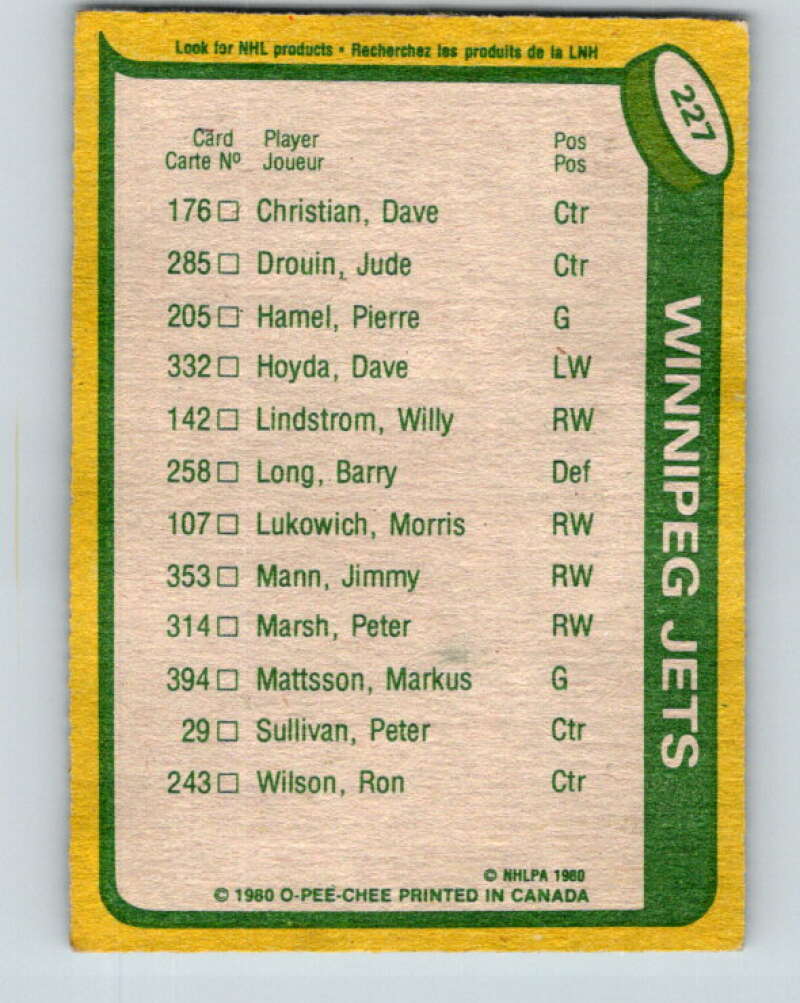 Look for NHL products • Recherchez les produits de la LNH
227
Card Player Pos
Carte Nº Joueur Pos
176 □ Christian, Dave Ctr
285 □ Drouin, Jude Ctr
205 □ Hamel, Pierre G
332 □ Hoyda, Dave LW
142 □ Lindstrom, Willy RW
258 □ Long, Barry Def
107 □ Lukowich, Morris RW
353 □ Mann, Jimmy RW
314 □ Marsh, Peter RW
394 □ Mattsson, Markus G
29 □ Sullivan, Peter Ctr
243 □ Wilson, Ron Ctr
WINNIPEG JETS
© NHLPA 1980
© 1980 O-PEE-CHEE PRINTED IN CANADA